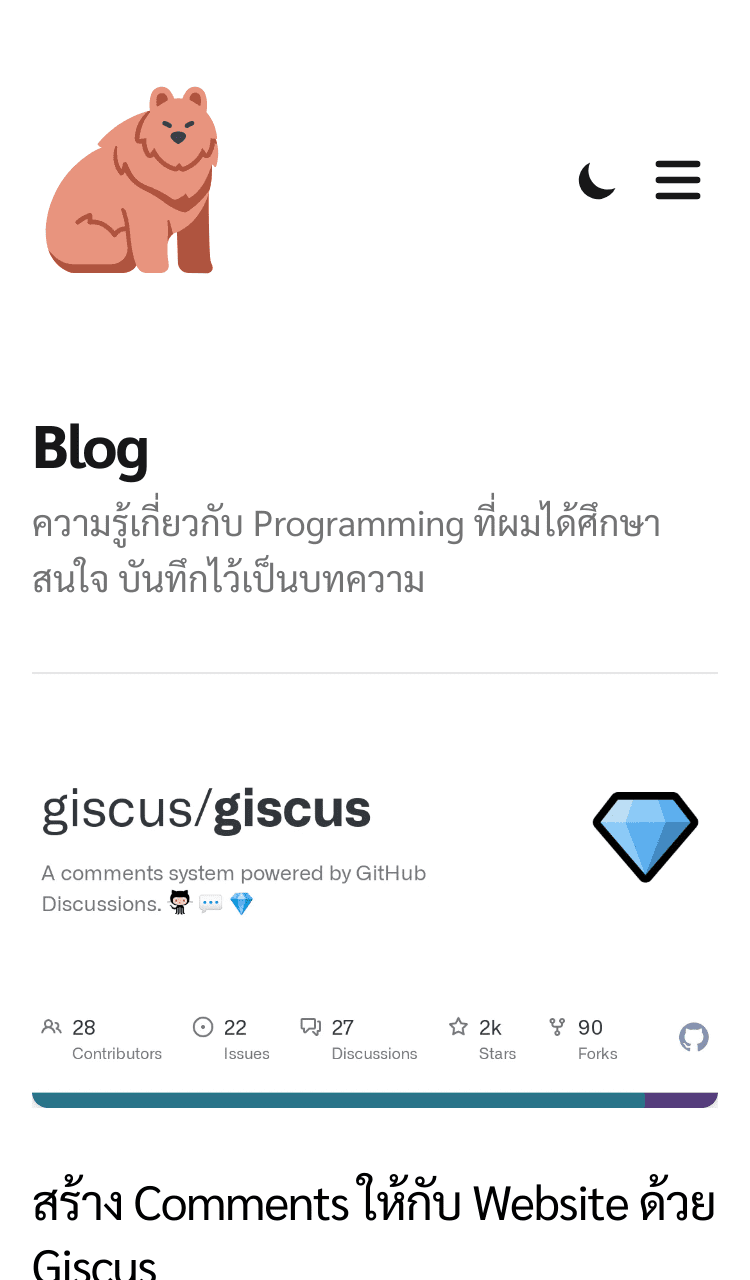 Blog
ความรู้เกี่ยวกับ Programming ที่ผมได้ศึกษา
สนใจ บันทึกไว้เป็นบทความ
giscus/giscus
A comments system powered by GitHub
Discussions.
28
Contributors
22
Issues
27
Discussions
2k
Stars
90
Forks
สร้าง Comments ให้กับ Website ด้วย
Giscus